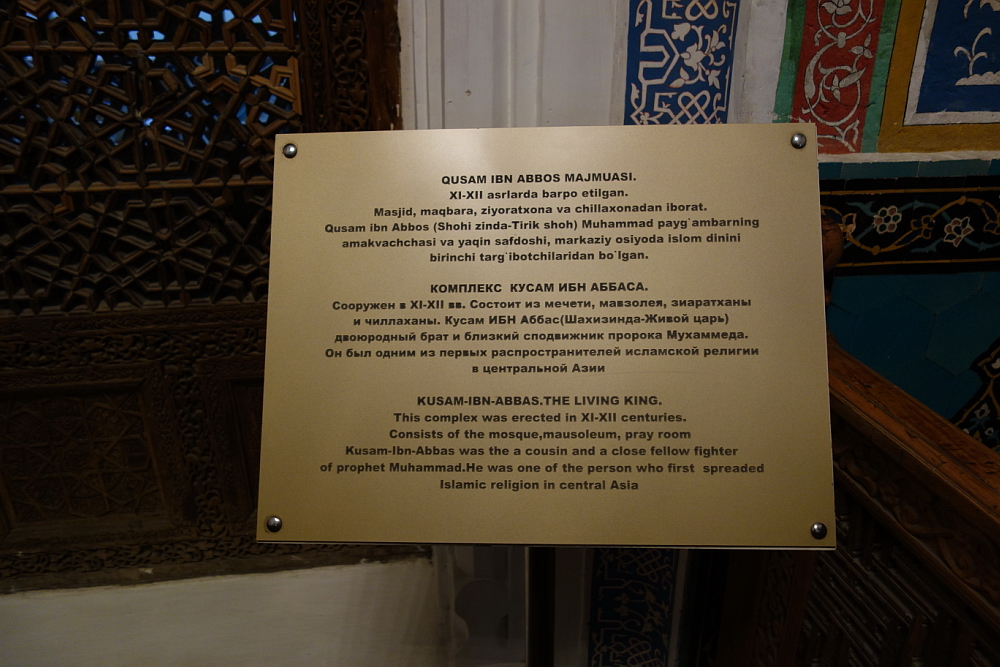 QUSAM IBN ABBOS MAJMUASI.
XI-XII asrlarda barpo etilgan.
Masjid, maqbara, ziyoratxona va chillaxonadan iborat.
Qusam ibn Abbos (Shohi zinda-Tirik shoh) Muhammad payg`ambarning
amakvachchasi va yaqin safdoshi, markaziy osiyoda islom dinini
birinchi targ`ibotchilaridan bo`lgan.
КОМПЛЕКС КУСАМ ИБН АББАСА.
Сооружен в XI-XII вв. Состоит из мечети, мавзолея, зиаратханы
и чиллаханы. Кусам ИБН Аббас(Шахизинда-Живой царь)
двоюродный брат и близкий сподвижник пророка Мухаммеда.
Он был одним из первых распространителей исламской религии
в центральной Азии
KUSAM-IBN-ABBAS.THE LIVING KING.
This complex was erected in XI-XII centuries.
Consists of the mosque,mausoleum, pray room
Kusam-Ibn-Abbas was the a cousin and a close fellow fighter
of prophet Muhammad.He was one of the person who first spreaded
Islamic religion in central Asia